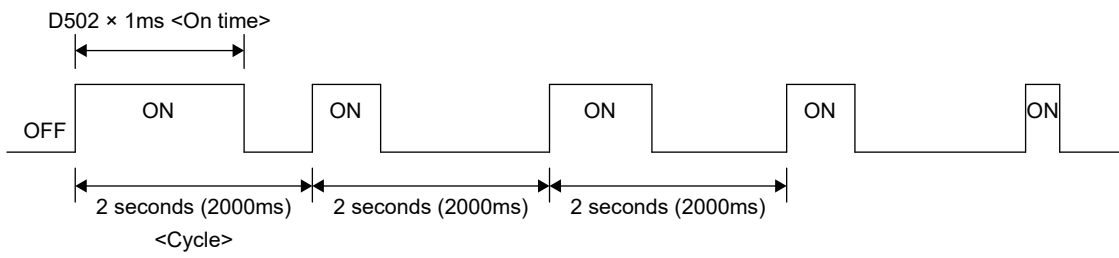 D502 × 1ms <On time>
ON ON ON ON ON
OFF
2 seconds (2000ms) 2 seconds (2000ms) 2 seconds (2000ms)
<Cycle>